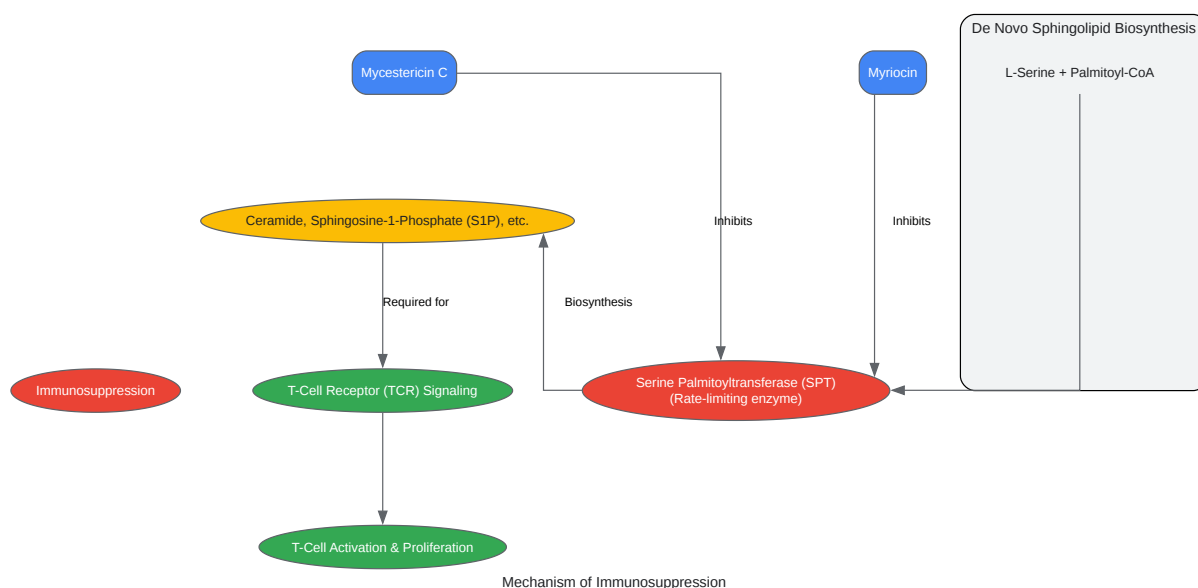 De Novo Sphingolipid Biosynthesis
Mycestericin C
Myriocin
L-Serine + Palmitoyl-CoA
Ceramide, Sphingosine-1-Phosphate (S1P), etc.
Inhibits
Inhibits
Required for
Biosynthesis
Immunosuppression
T-Cell Receptor (TCR) Signaling
Serine Palmitoyltransferase (SPT)
(Rate-limiting enzyme)
T-Cell Activation & Proliferation
Mechanism of Immunosuppression